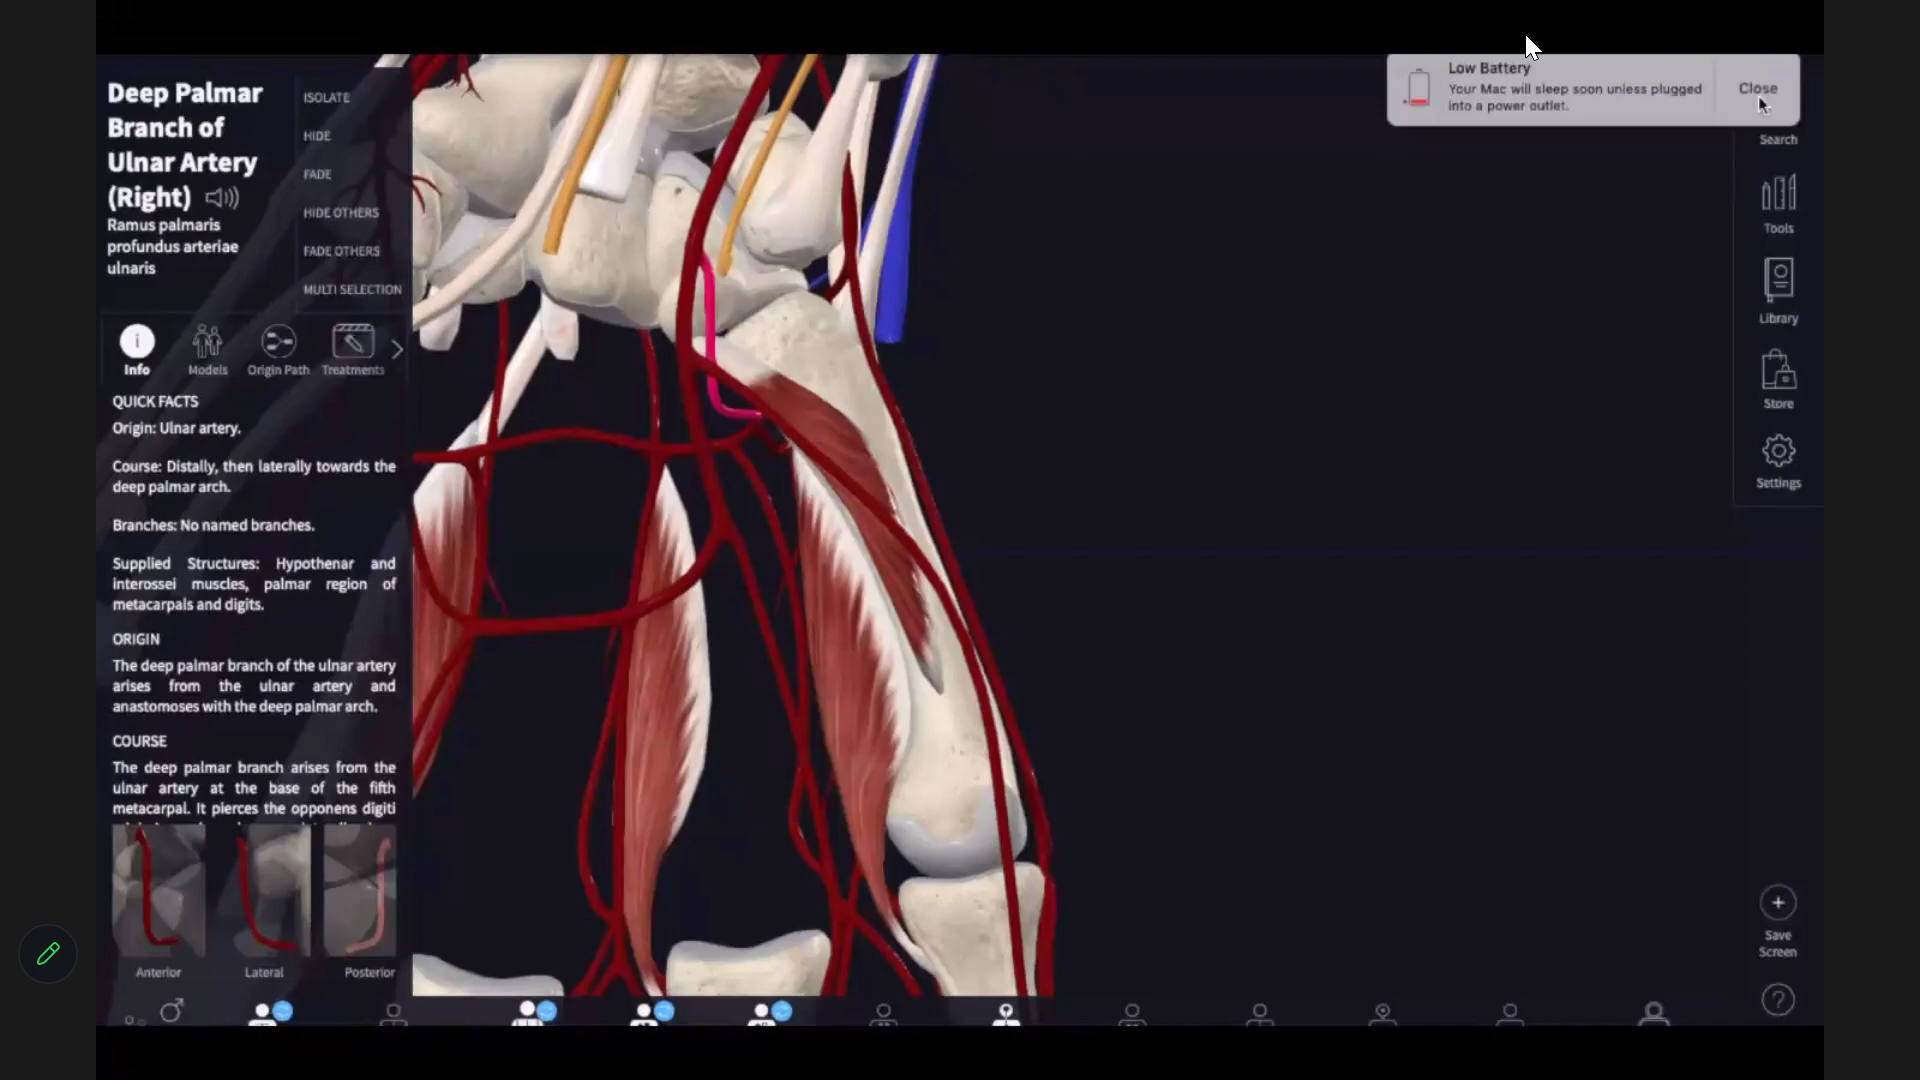 Deep Palmar
Branch of
Ulnar Artery
(Right)
Ramus palmaris
profundus arteriae
ulnaris
ISOLATE
HIDE
FADE
HIDE OTHERS
FADE OTHERS
MULTI SELECTION
Info
Models
Origin Path
Treatments
QUICK FACTS
Origin: Ulnar artery.
Course: Distally, then laterally towards the
deep palmar arch.
Branches: No named branches.
Supplied Structures: Hypothenar and
interossei muscles, palmar region of
metacarpals and digits.
ORIGIN
The deep palmar branch of the ulnar artery
arises from the ulnar artery and
anastomoses with the deep palmar arch.
COURSE
The deep palmar branch arises from the
ulnar artery at the base of the fifth
metacarpal. It pierces the opponens digiti
Anterior
Lateral
Posterior
Low Battery
Your Mac will sleep soon unless plugged
into a power outlet.
Close
Search
Tools
Library
Store
Settings
Save
Screen
?